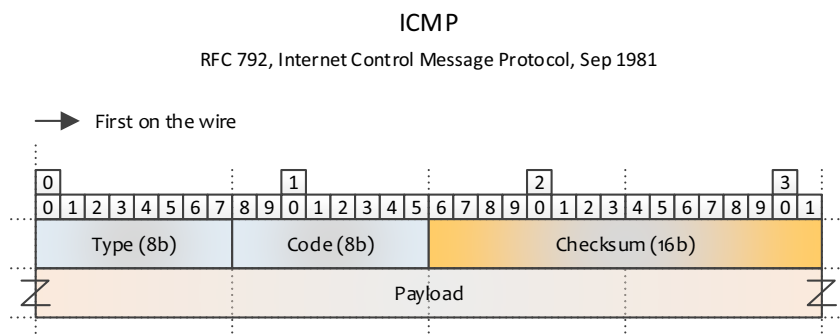 ICMP
RFC 792, Internet Control Message Protocol, Sep 1981
First on the wire
0 1 2 3
0 1 2 3 4 5 6 7 8 9 0 1 2 3 4 5 6 7 8 9 0 1 2 3 4 5 6 7 8 9 0 1
Type (8b) Code (8b) Checksum (16b)
Payload